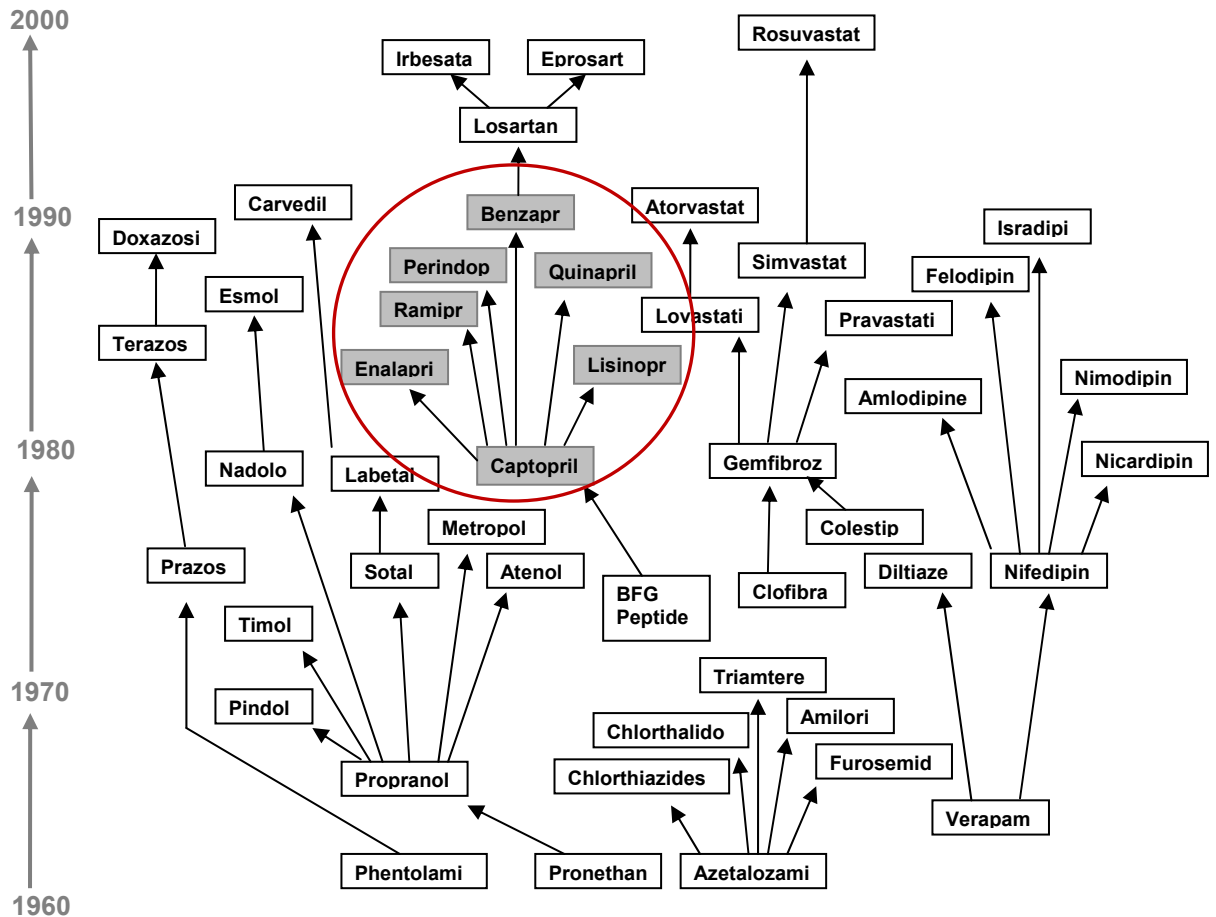 2000
Rosuvastat
Irbesata
Eprosart
Losartan
1990
Carvedil
Benzapr
Atorvastat
Isradipi
Doxazosi
Perindop
Quinapril
Simvastat
Felodipin
Esmol
Ramipr
Lovastati
Pravastati
Terazos
Enalapri
Lisinopr
Nimodipin
Amlodipine
1980
Nadolo
Labetal
Captopril
Gemfibroz
Nicardipin
Metropol
Colestip
Prazos
Sotal
Atenol
BFG
Peptide
Clofibra
Diltiaze
Nifedipin
Timol
1970
Triamtere
Pindol
Chlorthalido
Amilori
Propranol
Chlorthiazides
Furosemid
Verapam
Phentolami
Pronethan
Azetalozami
1960